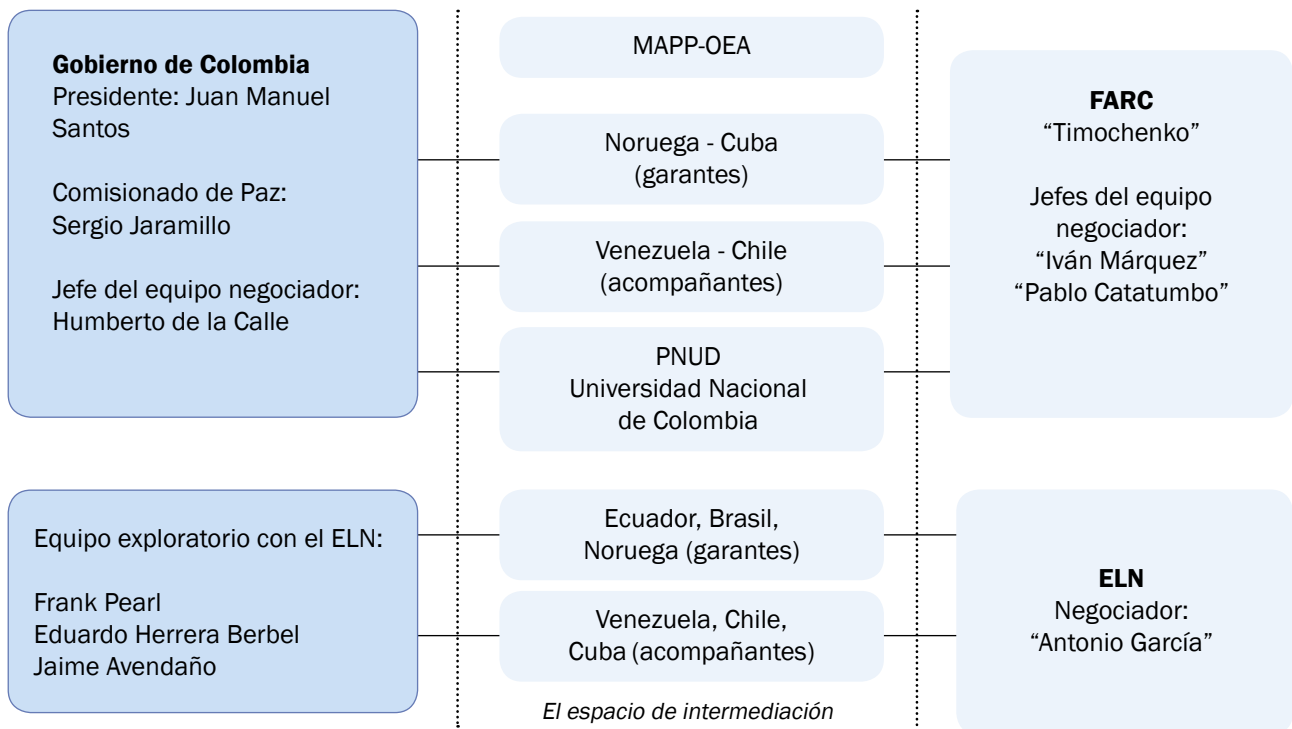 Gobierno de Colombia
Presidente: Juan Manuel
Santos
Comisionado de Paz:
Sergio Jaramillo
Jefe del equipo negociador:
Humberto de la Calle
MAPP-OEA
Noruega - Cuba
(garantes)
Venezuela - Chile
(acompañantes)
PNUD
Universidad Nacional
de Colombia
FARC
“Timochenko”
Jefes del equipo
negociador:
“Iván Márquez”
“Pablo Catatumbo”
Equipo exploratorio con el ELN:
Frank Pearl
Eduardo Herrera Berbel
Jaime Avendaño
Ecuador, Brasil,
Noruega (garantes)
Venezuela, Chile,
Cuba (acompañantes)
El espacio de intermediación
ELN
Negociador:
“Antonio García”